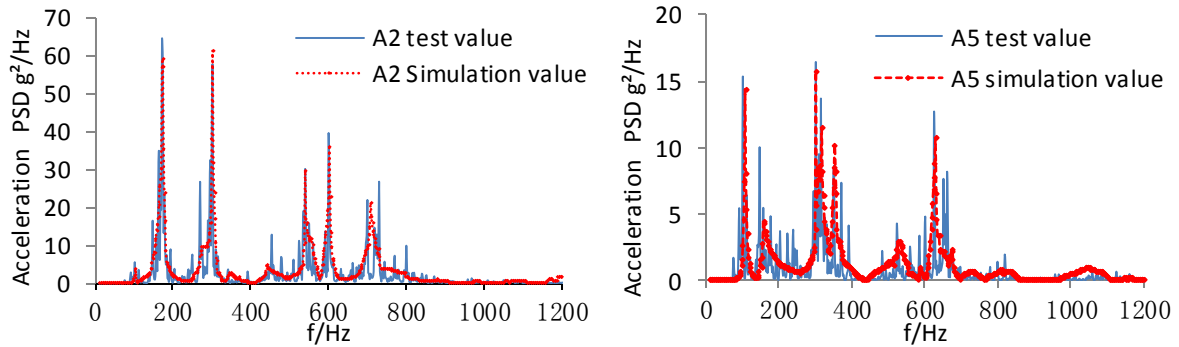 70
60
50
40
30
20
10
0
Acceleration PSD g²/Hz
A2 test value
A2 Simulation value
0 200 400 600 800 1000 1200
f/Hz
20
15
10
5
0
Acceleration PSD g²/Hz
A5 test value
A5 simulation value
0 200 400 600 800 1000 1200
f/Hz